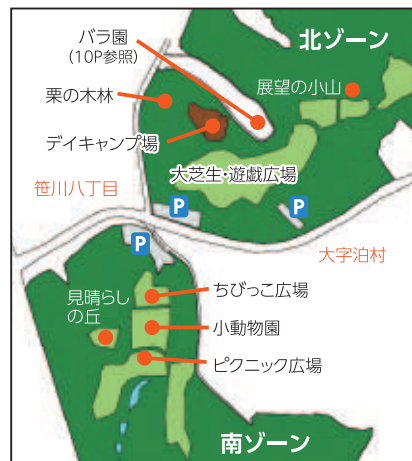 北ゾーン
バラ園
(10P参照)
展望の小山
栗の木林
デイキャンプ場
大芝生・遊戯広場
笹川八丁目
P
P
P
大字泊村
ちびっこ広場
見晴らし
の丘
小動物園
ピクニック広場
南ゾーン